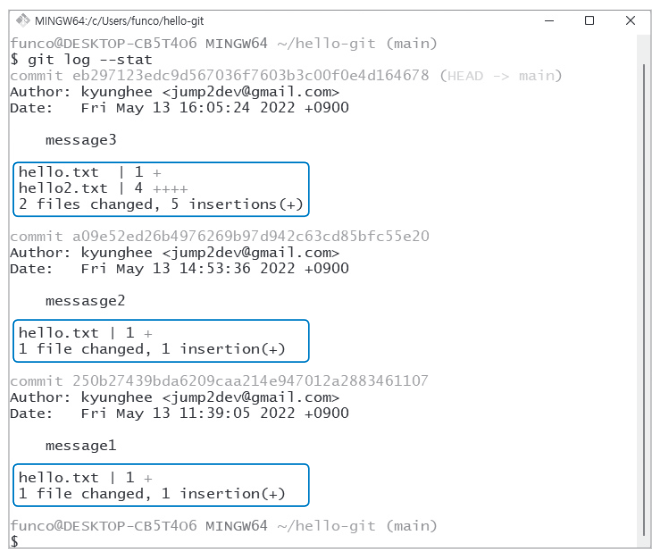 MINGW64:/c/Users/funco/hello-git
funco@DESKTOP-CB5T4O6 MINGW64 ~/hello-git (main)
$ git log --stat
commit eb297123edc9d567036f7603b3c00f0e4d164678 (HEAD -> main)
Author: kyunghee <jump2dev@gmail.com>
Date:   Fri May 13 16:05:24 2022 +0900
message3
hello.txt  | 1 +
hello2.txt | 4 ++++
2 files changed, 5 insertions(+)
commit a09e52ed26b4976269b97d942c63cd85bfc55e20
Author: kyunghee <jump2dev@gmail.com>
Date:   Fri May 13 14:53:36 2022 +0900
messasge2
hello.txt | 1 +
1 file changed, 1 insertion(+)
commit 250b27439bda6209caa214e947012a2883461107
Author: kyunghee <jump2dev@gmail.com>
Date:   Fri May 13 11:39:05 2022 +0900
message1
hello.txt | 1 +
1 file changed, 1 insertion(+)
funco@DESKTOP-CB5T4O6 MINGW64 ~/hello-git (main)
$